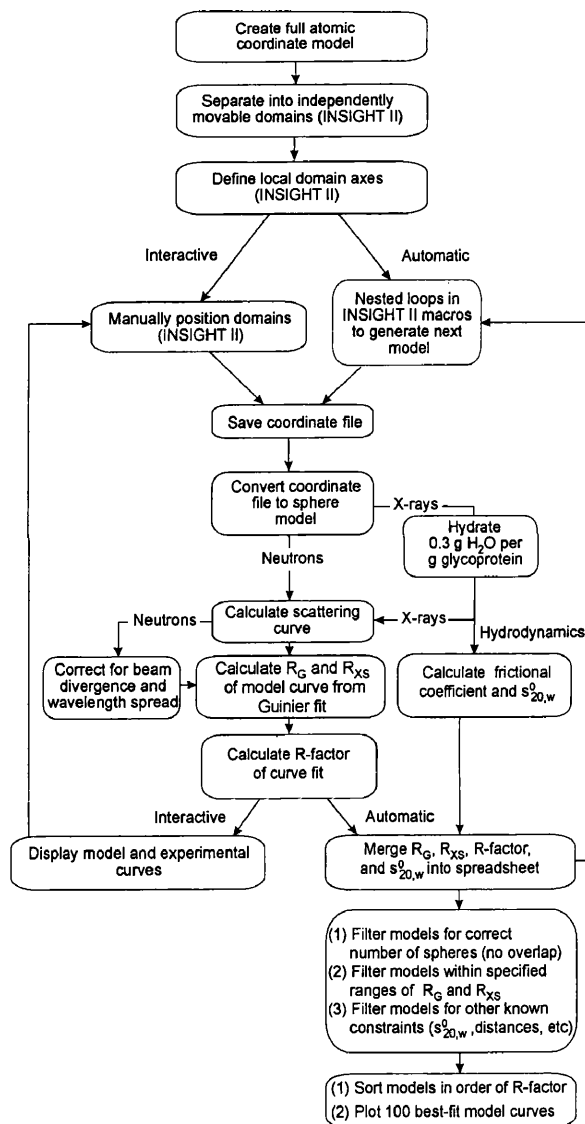 Create full atomic
coordinate model
Separate into independently
movable domains (INSIGHT II)
Define local domain axes
(INSIGHT II)
Interactive
Automatic
Manually position domains
(INSIGHT II)
Nested loops in
INSIGHT II macros
to generate next
model
Save coordinate file
Convert coordinate
file to sphere
model
X-rays
Hydrate
0.3 g H₂O per
g glycoprotein
Neutrons
Neutrons
Calculate scattering
curve
X-rays
Hydrodynamics
Correct for beam
divergence and
wavelength spread
Calculate R_G and R_XS
of model curve from
Guinier fit
Calculate frictional
coefficient and s⁰₂₀,w
Calculate R-factor
of curve fit
Interactive
Automatic
Display model and experimental
curves
Merge R_G, R_XS, R-factor,
and s⁰₂₀,w into spreadsheet
(1) Filter models for correct
number of spheres (no overlap)
(2) Filter models within specified
ranges of R_G and R_XS
(3) Filter models for other known
constraints (s⁰₂₀,w ,distances, etc)
(1) Sort models in order of R-factor
(2) Plot 100 best-fit model curves